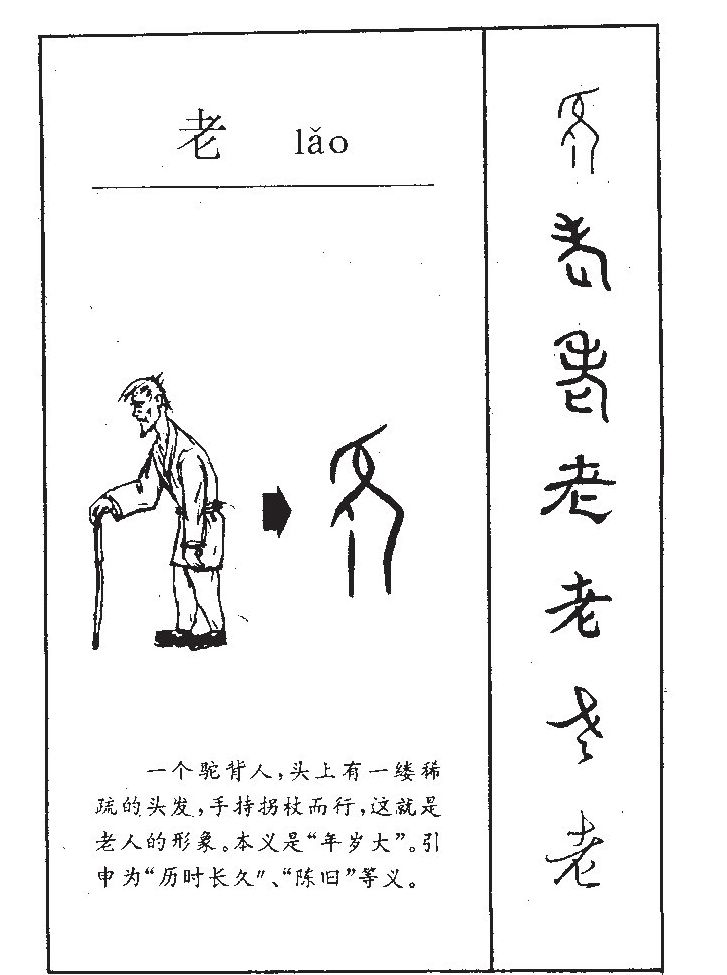 老 lǎo
一个驼背人，头上有一缕稀
疏的头发，手持拐杖而行，这就是
老人的形象。本义是“年岁大”。引
申为“历时长久〃、“陈旧”等义。
老
老
老
老
老
老
老